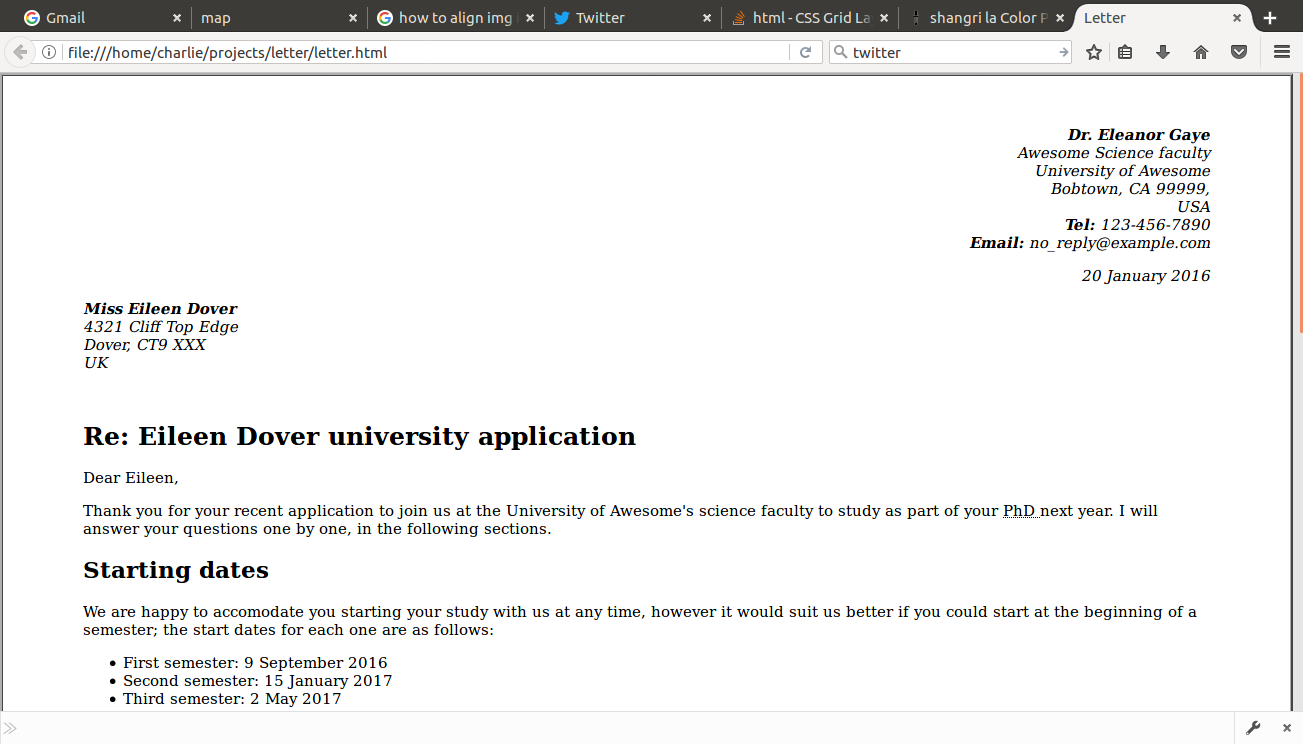 Gmail
map
how to align img
Twitter
html - CSS Grid La
shangri la Color P
Letter
file:///home/charlie/projects/letter/letter.html
twitter
Dr. Eleanor Gaye
Awesome Science faculty
University of Awesome
Bobtown, CA 99999,
USA
Tel: 123-456-7890
Email: no_reply@example.com
20 January 2016
Miss Eileen Dover
4321 Cliff Top Edge
Dover, CT9 XXX
UK
Re: Eileen Dover university application
Dear Eileen,
Thank you for your recent application to join us at the University of Awesome's science faculty to study as part of your PhD next year. I will
answer your questions one by one, in the following sections.
Starting dates
We are happy to accomodate you starting your study with us at any time, however it would suit us better if you could start at the beginning of a
semester; the start dates for each one are as follows:
• First semester: 9 September 2016
• Second semester: 15 January 2017
• Third semester: 2 May 2017